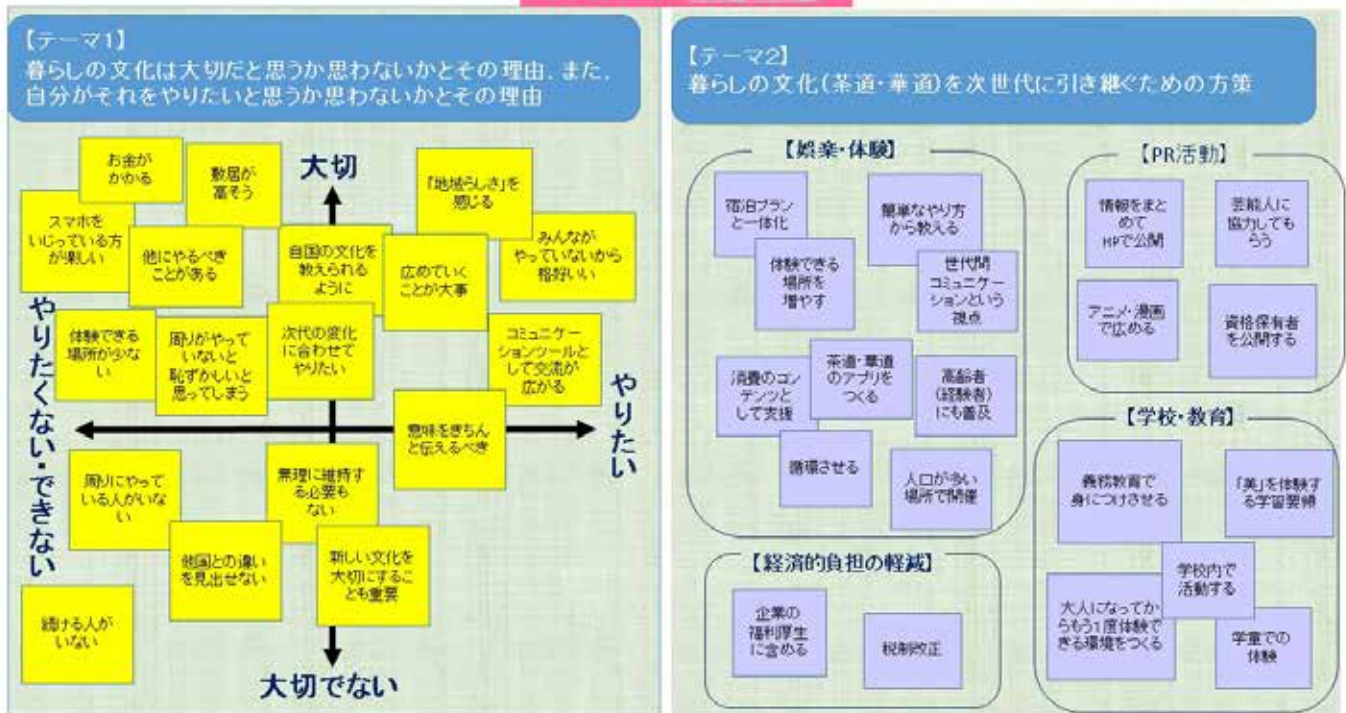 【テーマ1】
暮らしの文化は大切だと思うか思わないかとその理由、また、
自分がそれをやりたいと思うか思わないかとその理由
お金が
かかる
敷居が
高そう
大切
「地域らしさ」を
感じる
スマホを
いじっている方
が楽しい
他にやるべき
ことがある
自国の文化を
教えられる
ように
広めていく
ことが大事
みんなが
やっていないから
格好いい
体験できる
場所が少な
い
周りがやって
いないと
恥ずかしいと
思ってしまう
次代の変化
に合わせて
やりたい
コミュニケー
ションツールと
して交流が
広がる
やりたくない・できない
やりたい
意味をきちん
と伝えるべき
周りにやって
いる人がいな
い
無理に維持す
る必要も
ない
他国との違い
を見出せない
新しい文化を
大切にするこ
とも重要
続ける人が
いない
大切でない
【テーマ2】
暮らしの文化(茶道・華道)を次世代に引き継ぐための方策
【娯楽・体験】
宿泊プラン
と一体化
簡単なやり方
から教える
体験できる
場所を
増やす
世代間
コミュニケー
ションという
視点
消費のコン
テンツと
して支援
茶道・華道
のアプリを
つくる
高齢者
(経験者)
にも普及
循環させる
人口が多い
場所で開催
【経済的負担の軽減】
企業の
福利厚生
に含める
税制改正
【PR活動】
情報をまと
めて
HPで公開
芸能人に
協力しても
らう
アニメ・漫画
で広める
資格保有者
を公開する
【学校・教育】
義務教育で
身につけさせる
「美」を体験す
る学習要領
学校内で
活動する
大人になってか
らもう1度体験で
きる環境をつくる
学童での
体験